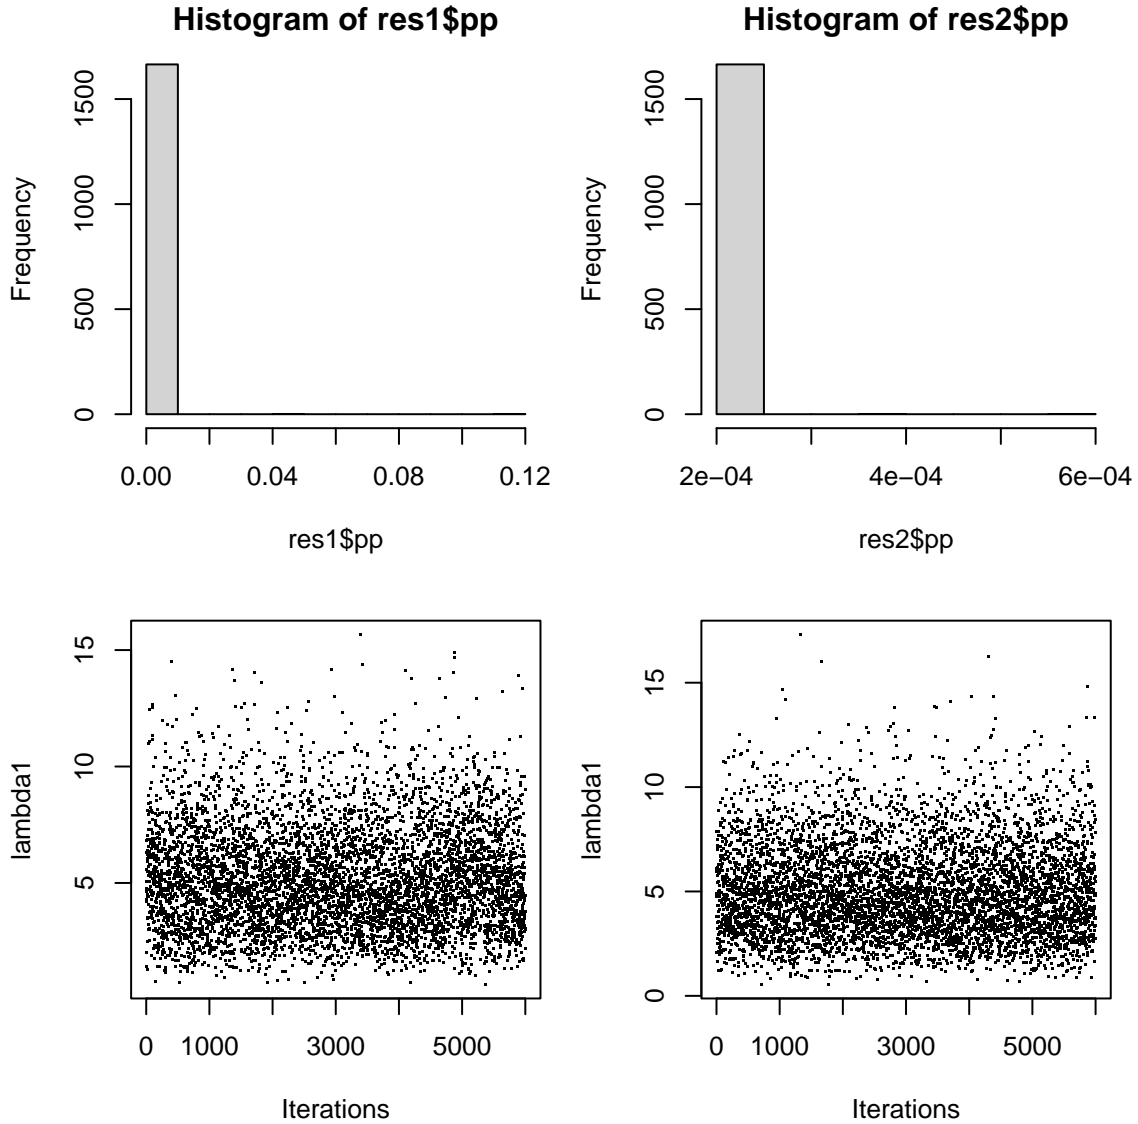 Histogram of res1$pp
Frequency
0
500
1000
1500
0.00 0.04 0.08 0.12
res1$pp
Histogram of res2$pp
Frequency
0
500
1000
1500
2e−04 4e−04 6e−04
res2$pp
lambda1
5
10
15
0 1000 3000 5000
Iterations
lambda1
0
5
10
15
0 1000 3000 5000
Iterations